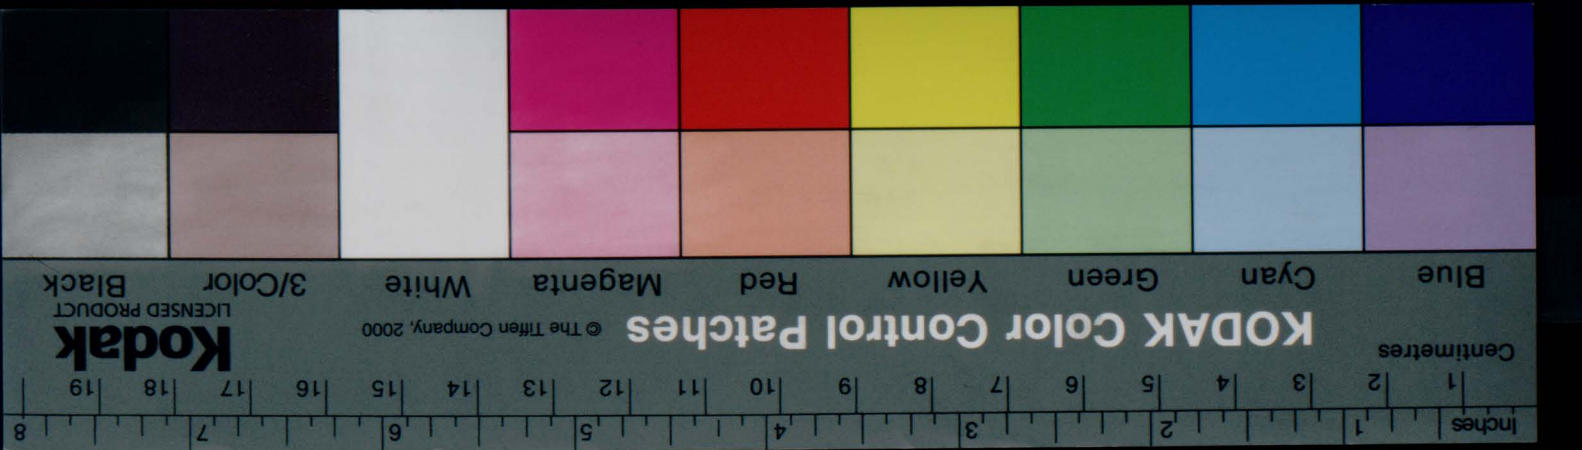 Inches 1 2 3 4 5 6 7 8
Centimetres 1 2 3 4 5 6 7 8 9 10 11 12 13 14 15 16 17 18 19
KODAK Color Control Patches © The Tiffen Company, 2000 Kodak
LICENSED PRODUCT
Blue Cyan Green Yellow Red Magenta White 3/Color Black